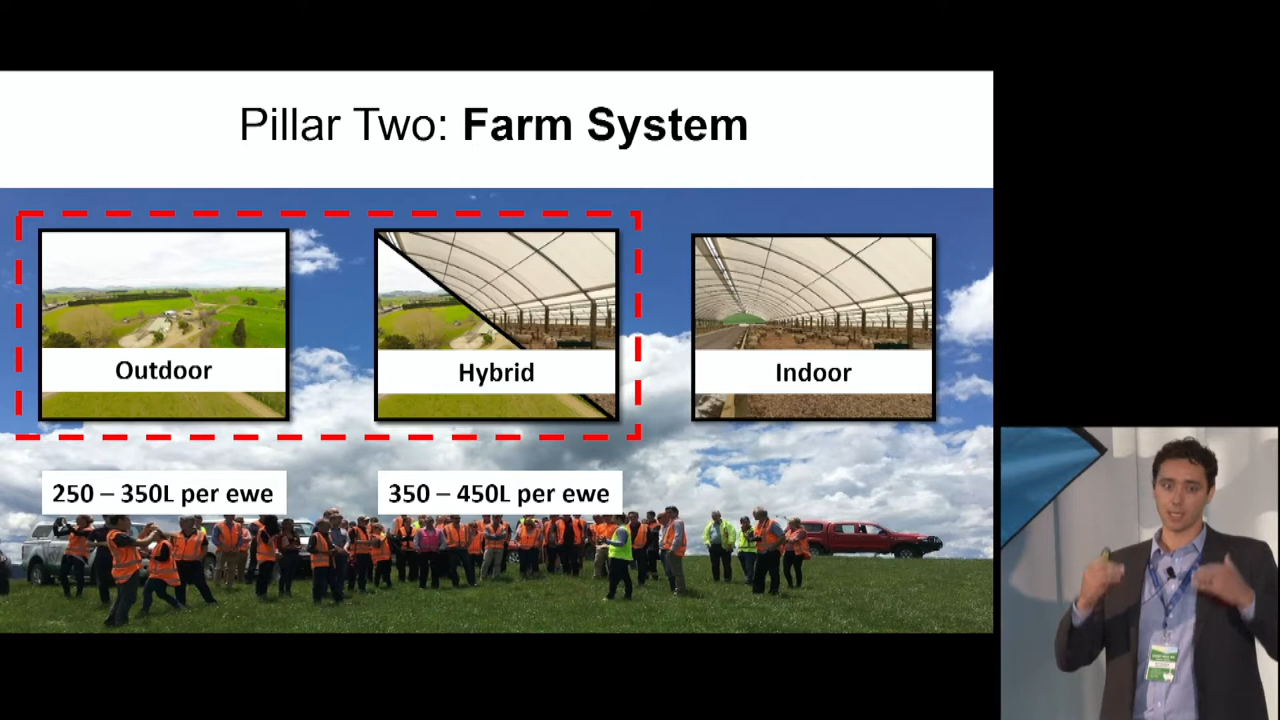 Pillar Two: Farm System
Outdoor
Hybrid
Indoor
250 – 350L per ewe
350 – 450L per ewe